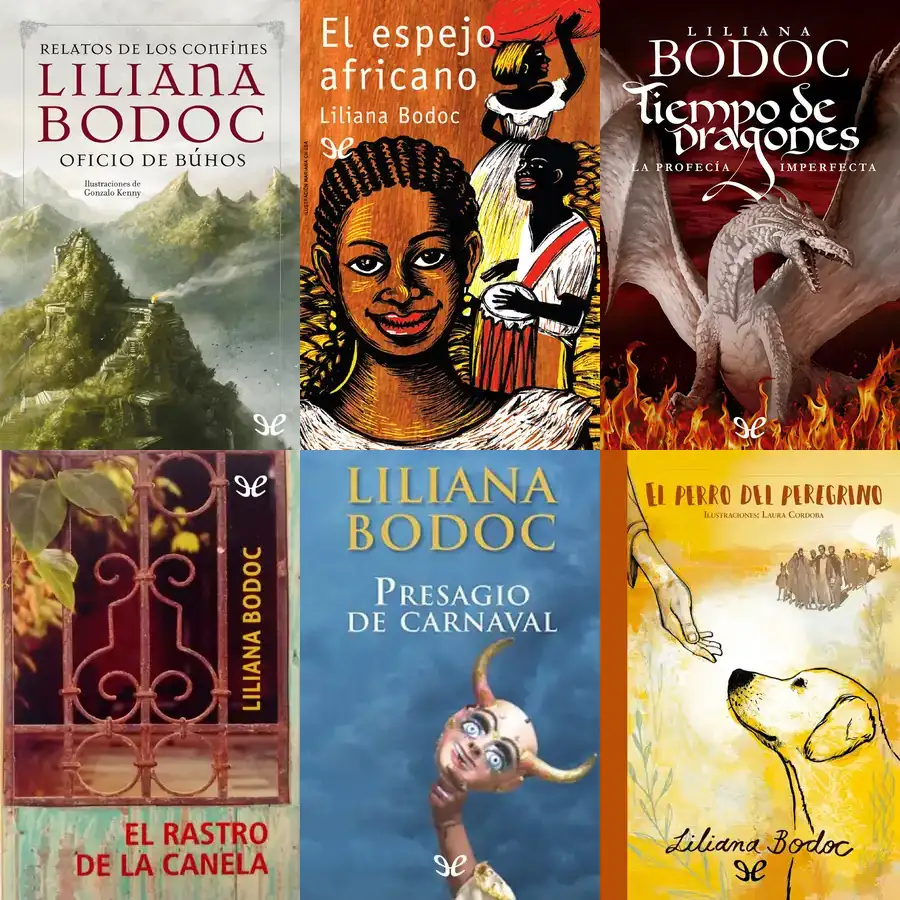 RELATOS DE LOS CONFINES
LILIANA
BODOC
OFICIO DE BÚHOS
Ilustraciones de
Gonzalo Kenny
El espejo
africano
Liliana Bodoc
LILIANA
BODOC
Tiempo de
Dragones
LA PROFECÍA IMPERFECTA
LILIANA BODOC
EL RASTRO
DE LA CANELA
LILIANA
BODOC
PRESAGIO
DE CARNAVAL
EL PERRO DEL PEREGRINO
ILUSTRACIONES: LAURA CORDOBA
Liliana Bodoc